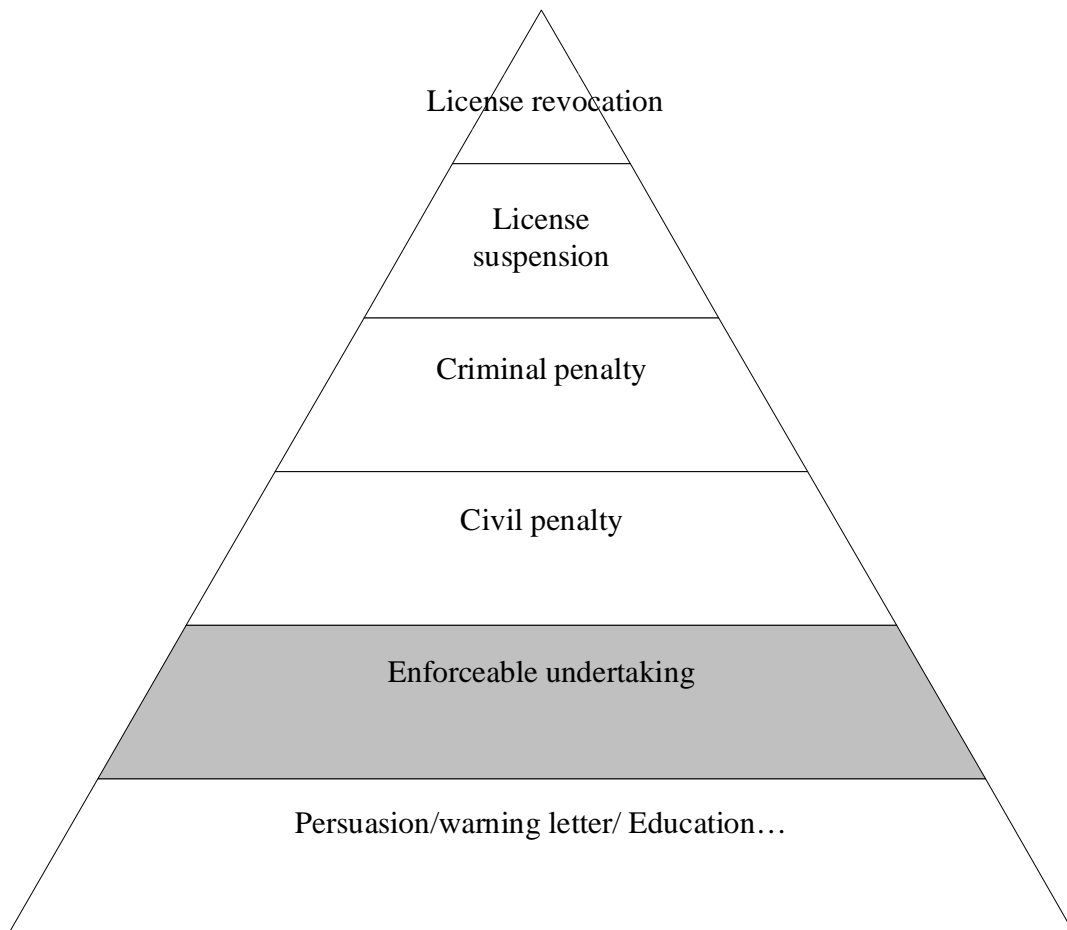 License revocation
License
suspension
Criminal penalty
Civil penalty
Enforceable undertaking
Persuasion/warning letter/ Education…